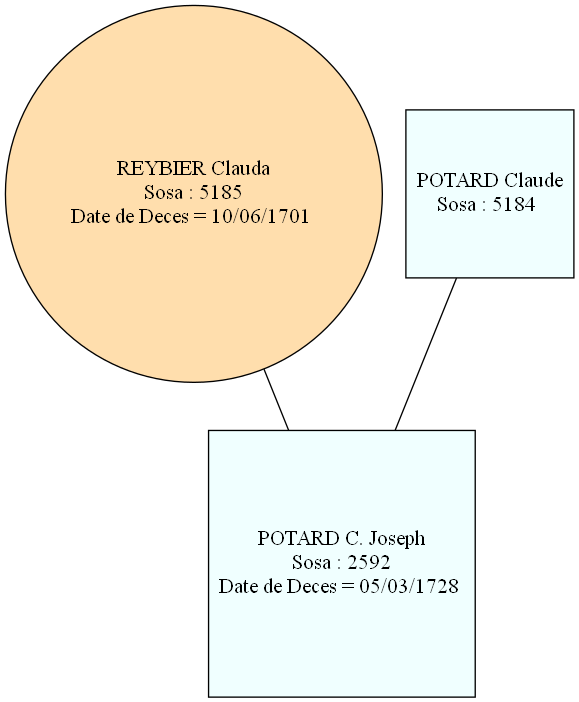 REYBIER Clauda
Sosa : 5185
Date de Deces = 10/06/1701
POTARD Claude
Sosa : 5184
POTARD C. Joseph
Sosa : 2592
Date de Deces = 05/03/1728